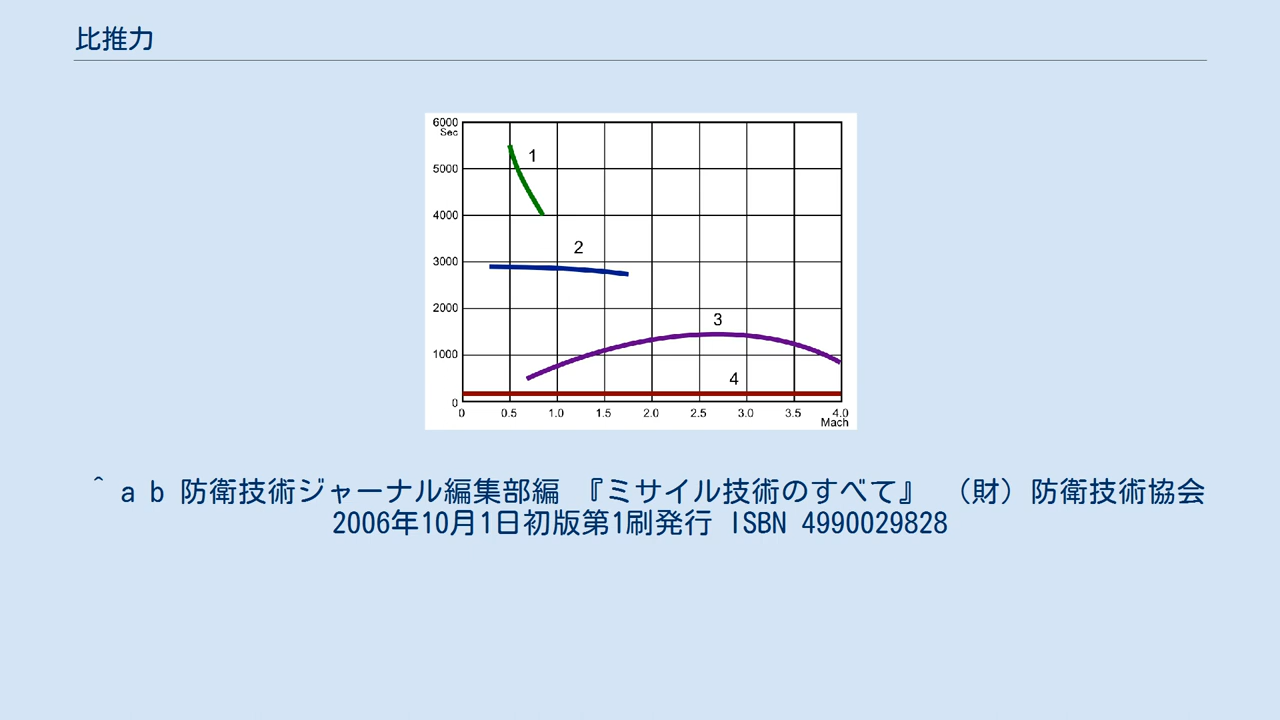 比推力
6000
Sec
5000
4000
3000
2000
1000
0
1
2
3
4
0 0.5 1.0 1.5 2.0 2.5 3.0 3.5 4.0
Mach
^ a b 防衛技術ジャーナル編集部編 『ミサイル技術のすべて』 （財）防衛技術協会
2006年10月1日初版第1刷発行 ISBN 4990029828